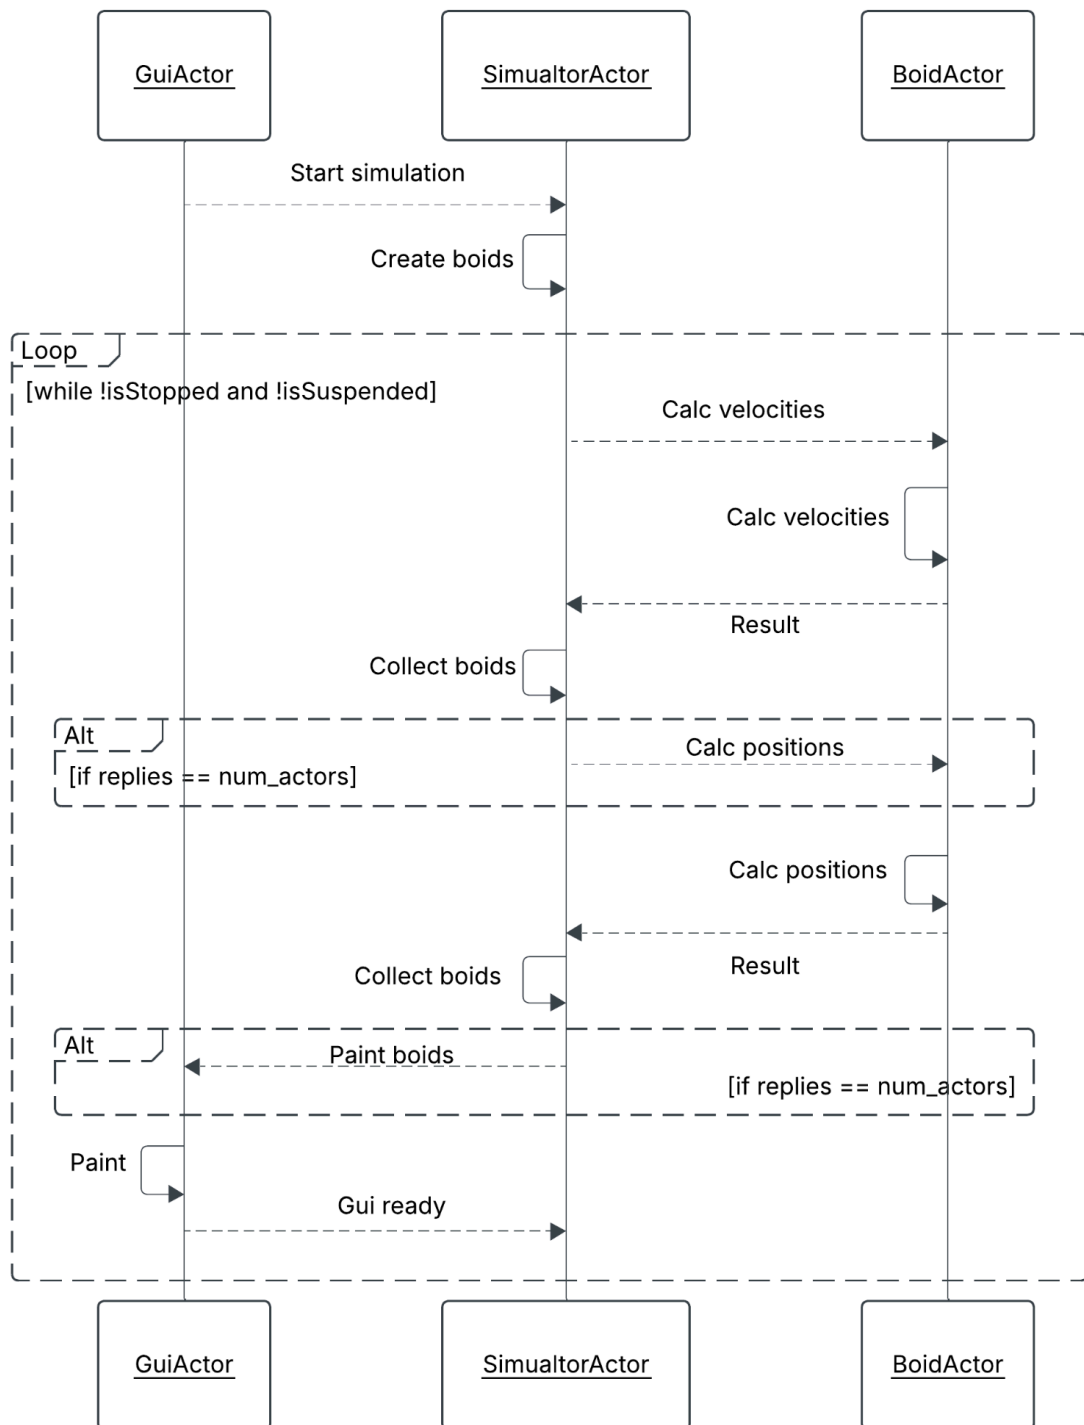 GuiActor
SimualtorActor
BoidActor
Start simulation
Create boids
Loop
[while !isStopped and !isSuspended]
Calc velocities
Calc velocities
Result
Collect boids
Alt
Calc positions
[if replies == num_actors]
Calc positions
Result
Collect boids
Alt
Paint boids
[if replies == num_actors]
Paint
Gui ready
GuiActor
SimualtorActor
BoidActor